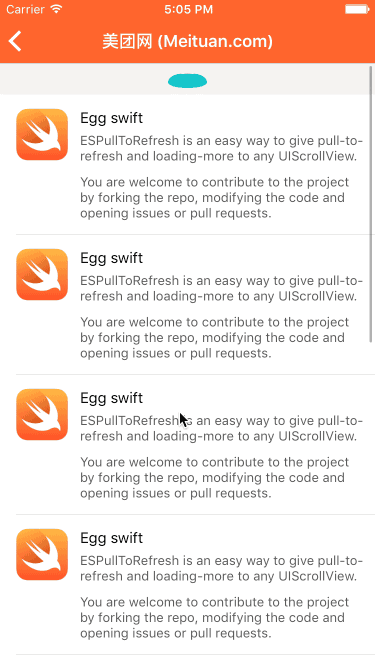 Carrier 5:05 PM
美团网 (Meituan.com)
Egg swift
ESPullToRefresh is an easy way to give pull-to-
refresh and loading-more to any UIScrollView.
You are welcome to contribute to the project
by forking the repo, modifying the code and
opening issues or pull requests.
Egg swift
ESPullToRefresh is an easy way to give pull-to-
refresh and loading-more to any UIScrollView.
You are welcome to contribute to the project
by forking the repo, modifying the code and
opening issues or pull requests.
Egg swift
ESPullToRefresh is an easy way to give pull-to-
refresh and loading-more to any UIScrollView.
You are welcome to contribute to the project
by forking the repo, modifying the code and
opening issues or pull requests.
Egg swift
ESPullToRefresh is an easy way to give pull-to-
refresh and loading-more to any UIScrollView.
You are welcome to contribute to the project
by forking the repo, modifying the code and
opening issues or pull requests.